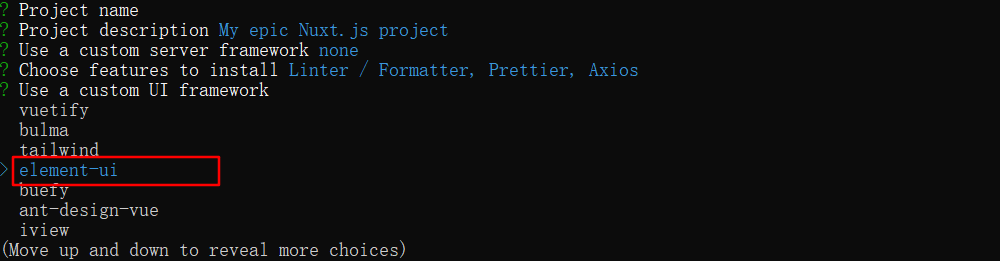 ? Project name
? Project description My epic Nuxt.js project
? Use a custom server framework none
? Choose features to install Linter / Formatter, Prettier, Axios
? Use a custom UI framework
vuetify
bulma
tailwind
> element-ui
buefy
ant-design-vue
iview
(Move up and down to reveal more choices)